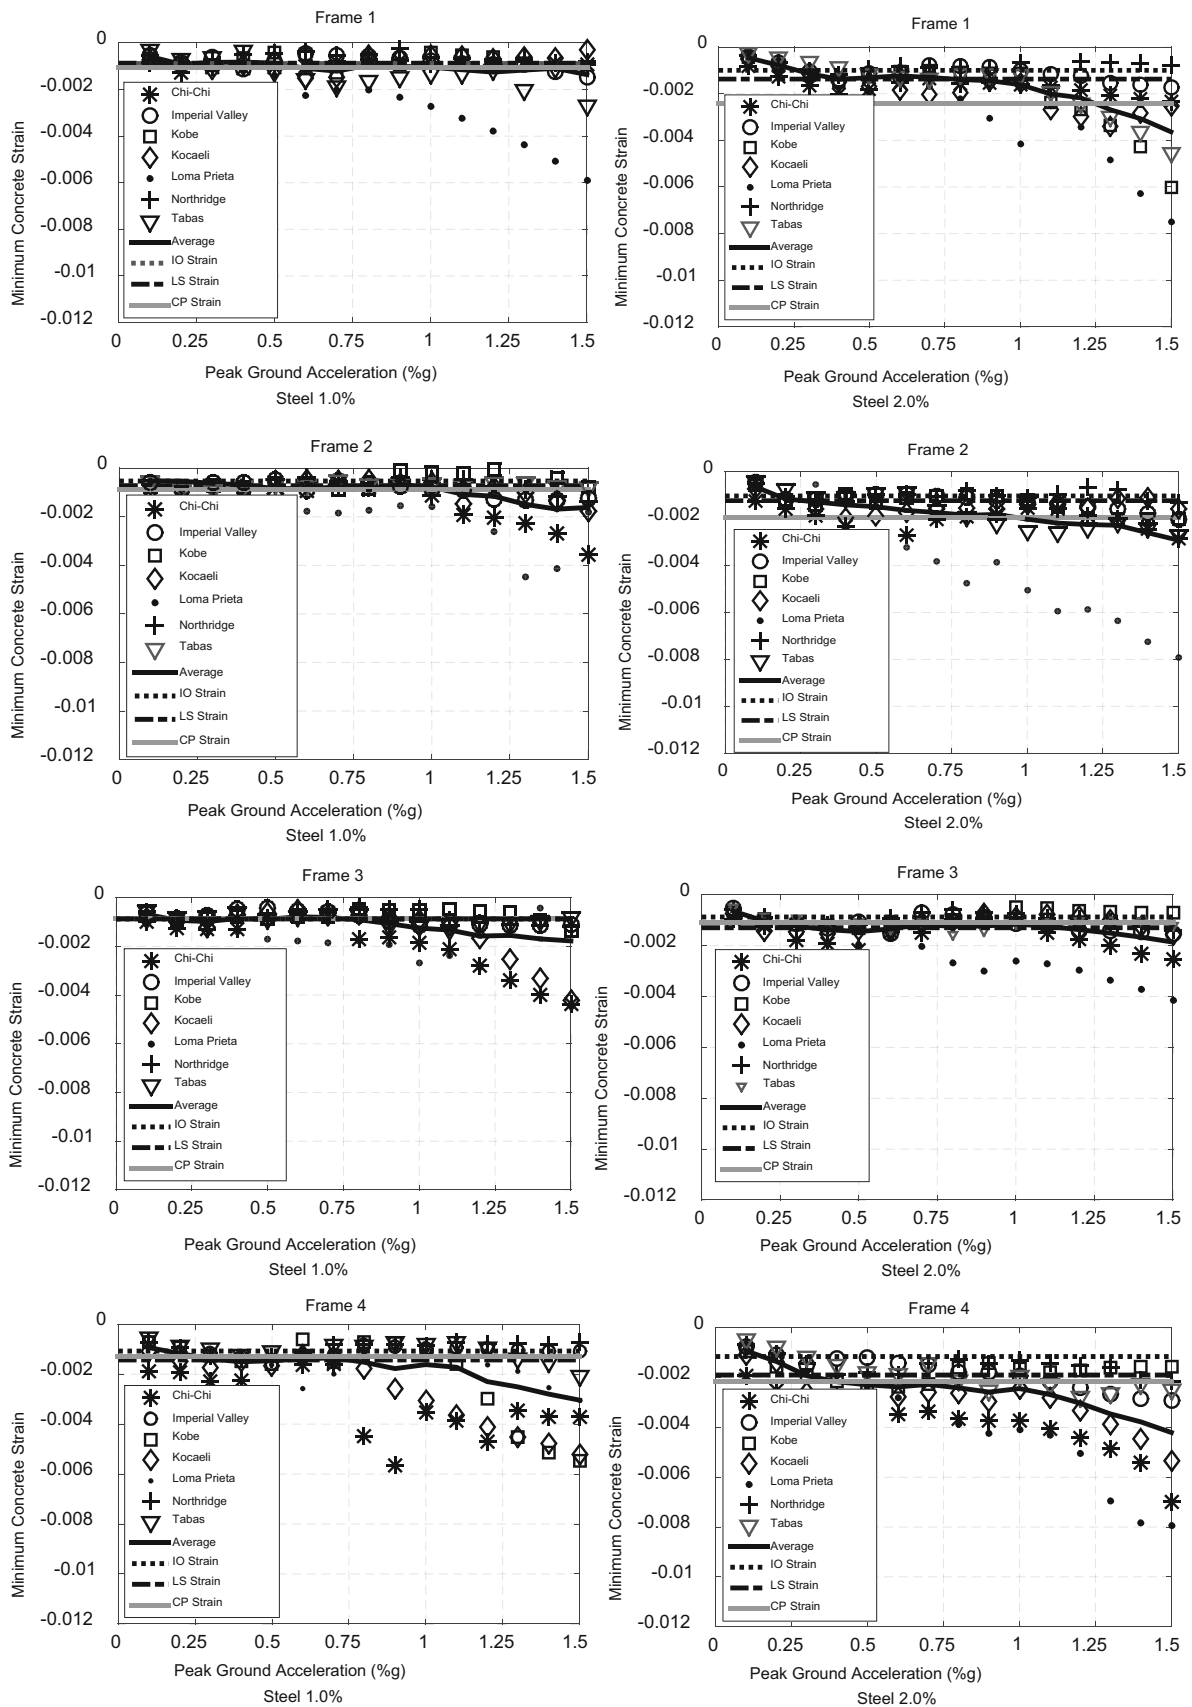 Frame 1
Minimum Concrete Strain
0
-0.002
-0.004
-0.006
-0.008
-0.01
-0.012
Chi-Chi
Imperial Valley
Kobe
Kocaeli
Loma Prieta
Northridge
Tabas
Average
IO Strain
LS Strain
CP Strain
0 0.25 0.5 0.75 1 1.25 1.5
Peak Ground Acceleration (%g)
Steel 1.0%
Frame 1
Minimum Concrete Strain
0
-0.002
-0.004
-0.006
-0.008
-0.01
-0.012
Chi-Chi
Imperial Valley
Kobe
Kocaeli
Loma Prieta
Northridge
Tabas
Average
IO Strain
LS Strain
CP Strain
0 0.25 0.5 0.75 1 1.25 1.5
Peak Ground Acceleration (%g)
Steel 2.0%
Frame 2
Minimum Concrete Strain
0
-0.002
-0.004
-0.006
-0.008
-0.01
-0.012
Chi-Chi
Imperial Valley
Kobe
Kocaeli
Loma Prieta
Northridge
Tabas
Average
IO Strain
LS Strain
CP Strain
0 0.25 0.5 0.75 1 1.25 1.5
Peak Ground Acceleration (%g)
Steel 1.0%
Frame 2
Minimum Concrete Strain
0
-0.002
-0.004
-0.006
-0.008
-0.01
-0.012
Chi-Chi
Imperial Valley
Kobe
Kocaeli
Loma Prieta
Northridge
Tabas
Average
IO Strain
LS Strain
CP Strain
0 0.25 0.5 0.75 1 1.25 1.5
Peak Ground Acceleration (%g)
Steel 2.0%
Frame 3
Minimum Concrete Strain
0
-0.002
-0.004
-0.006
-0.008
-0.01
-0.012
Chi-Chi
Imperial Valley
Kobe
Kocaeli
Loma Prieta
Northridge
Tabas
Average
IO Strain
LS Strain
CP Strain
0 0.25 0.5 0.75 1 1.25 1.5
Peak Ground Acceleration (%g)
Steel 1.0%
Frame 3
Minimum Concrete Strain
0
-0.002
-0.004
-0.006
-0.008
-0.01
-0.012
Chi-Chi
Imperial Valley
Kobe
Kocaeli
Loma Prieta
Northridge
Tabas
Average
IO Strain
LS Strain
CP Strain
0 0.25 0.5 0.75 1 1.25 1.5
Peak Ground Acceleration (%g)
Steel 2.0%
Frame 4
Minimum Concrete Strain
0
-0.002
-0.004
-0.006
-0.008
-0.01
-0.012
Chi-Chi
Imperial Valley
Kobe
Kocaeli
Loma Prieta
Northridge
Tabas
Average
IO Strain
LS Strain
CP Strain
0 0.25 0.5 0.75 1 1.25 1.5
Peak Ground Acceleration (%g)
Steel 1.0%
Frame 4
Minimum Concrete Strain
0
-0.002
-0.004
-0.006
-0.008
-0.01
-0.012
Chi-Chi
Imperial Valley
Kobe
Kocaeli
Loma Prieta
Northridge
Tabas
Average
IO Strain
LS Strain
CP Strain
0 0.25 0.5 0.75 1 1.25 1.5
Peak Ground Acceleration (%g)
Steel 2.0%